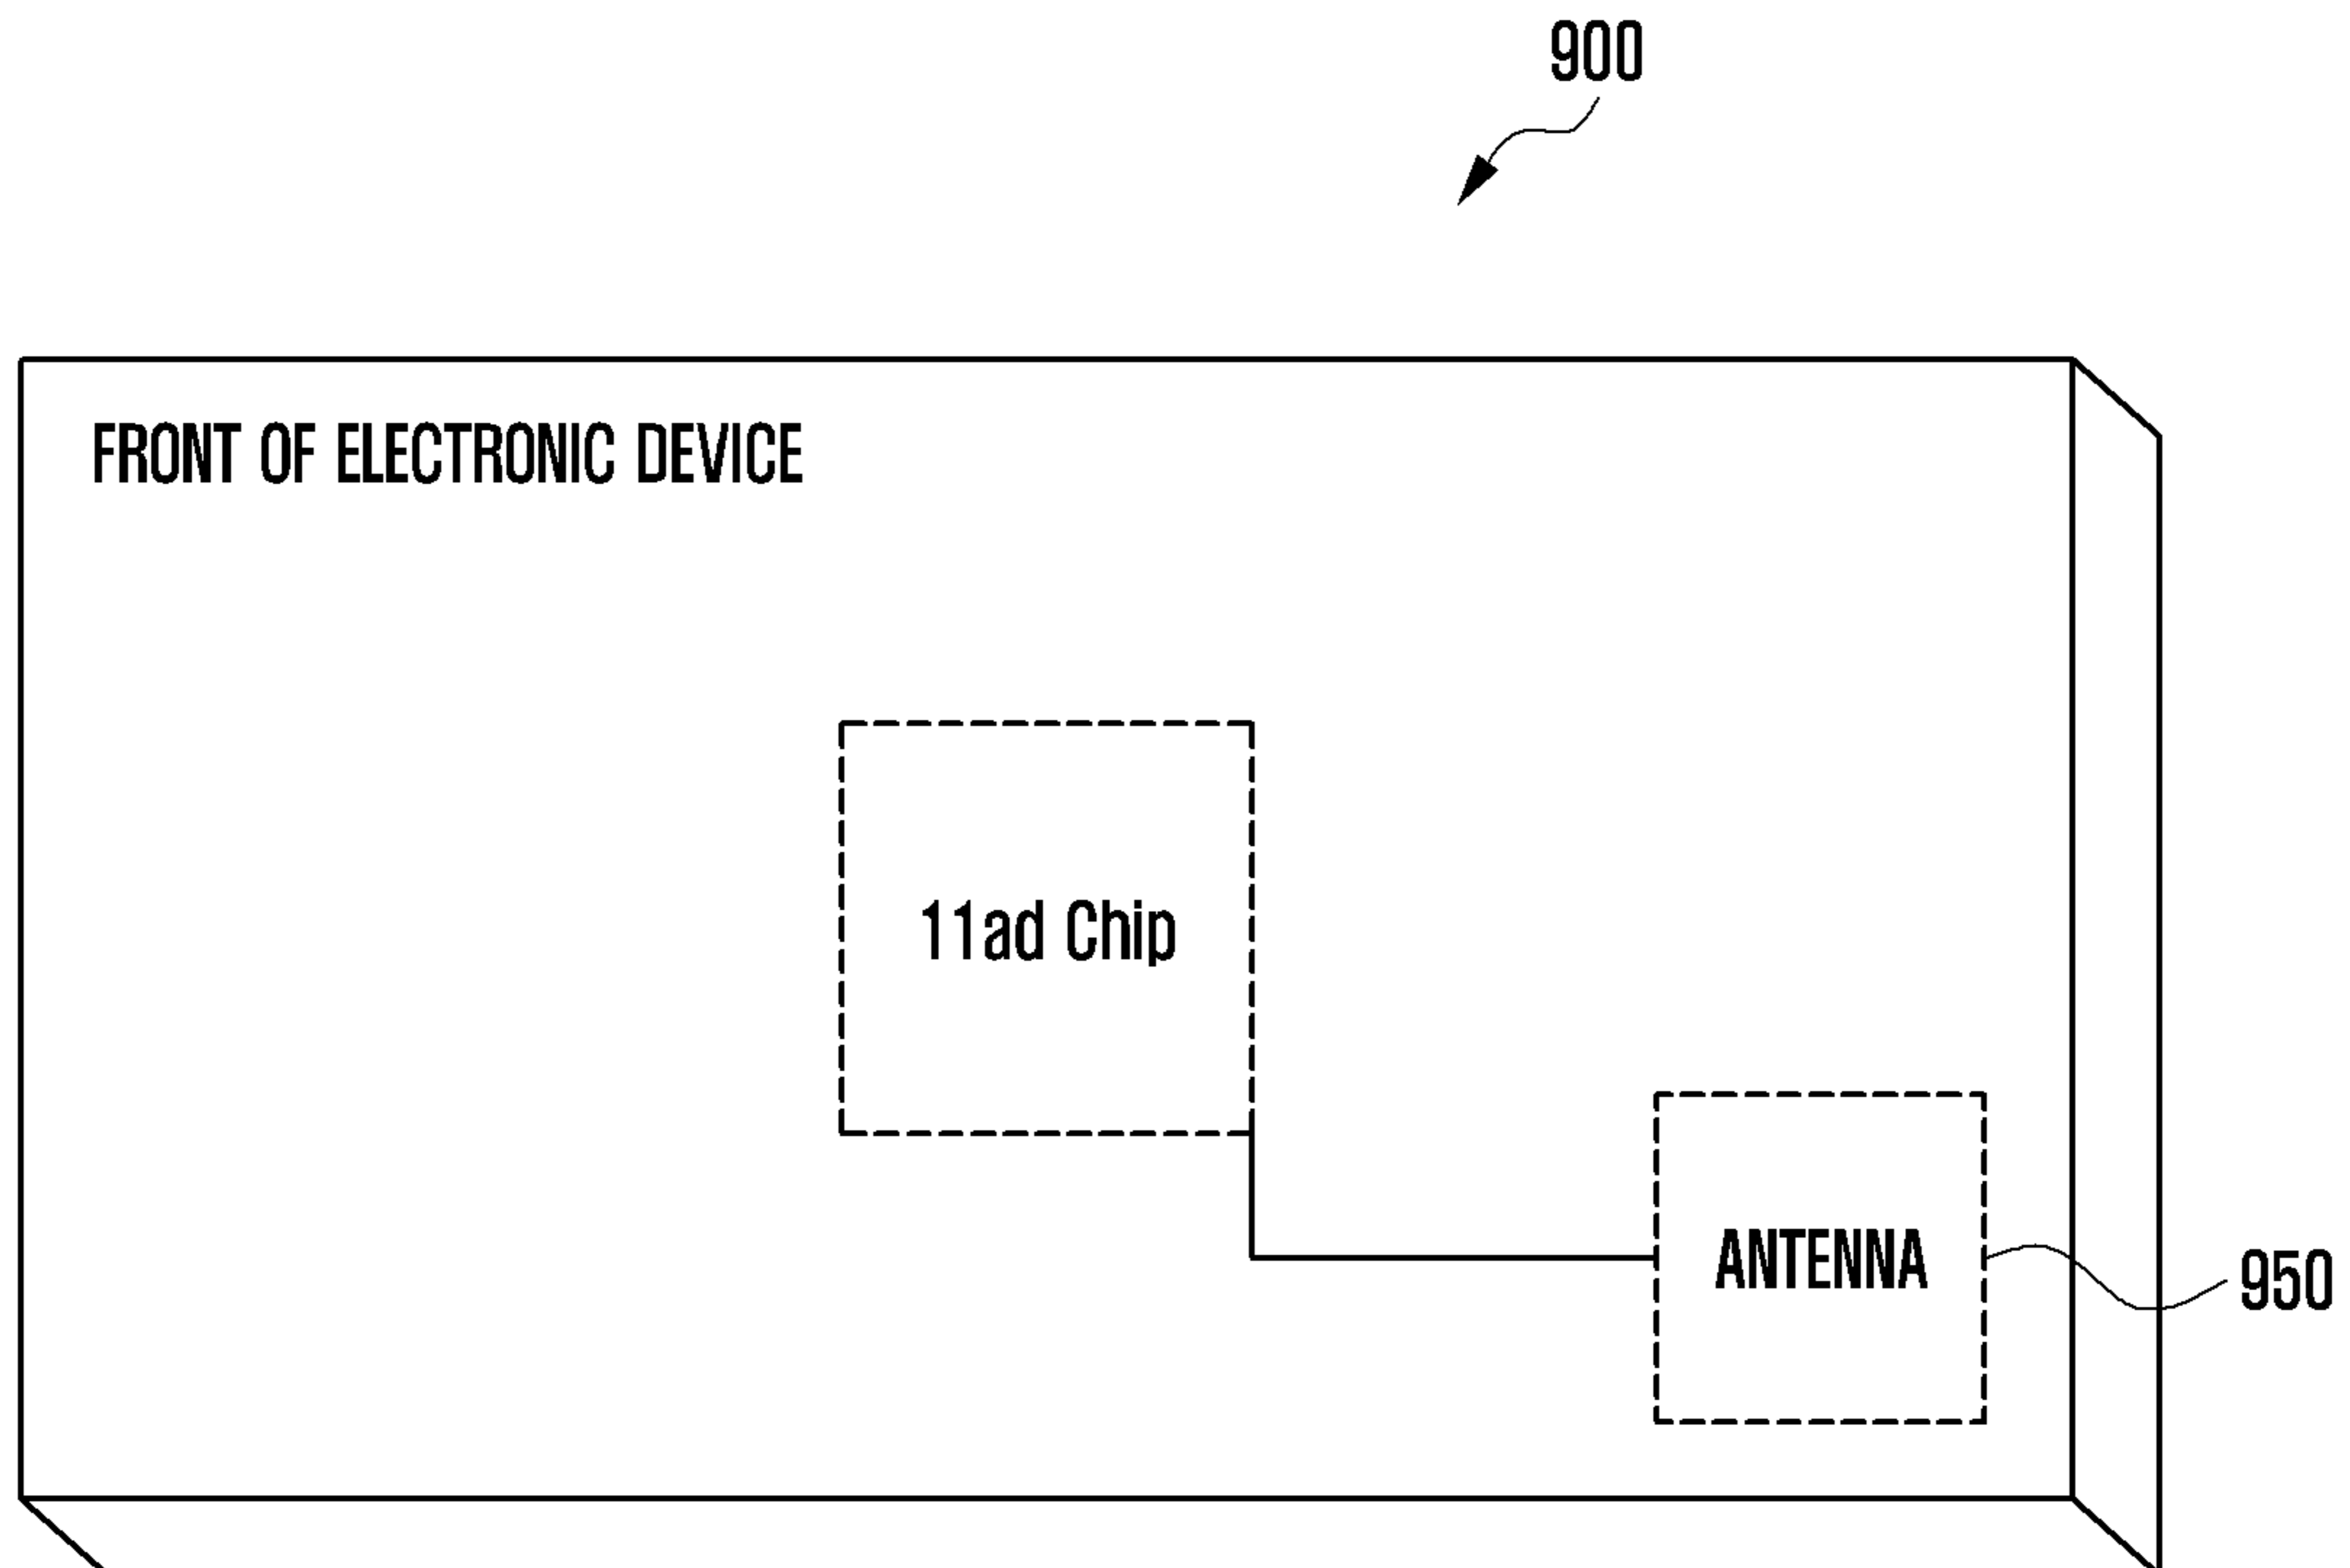 900
FRONT OF ELECTRONIC DEVICE
11ad Chip
ANTENNA
950